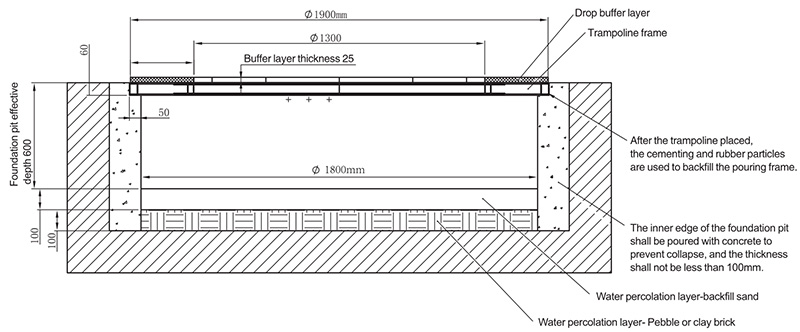 Φ1900mm
Drop buffer layer
Φ1300
Trampoline frame
60
Buffer layer thickness 25
Foundation pit effective
depth 600
50
After the trampoline placed,
the cementing and rubber particles
are used to backfill the pouring frame.
Φ 1800mm
100
100
The inner edge of the foundation pit
shall be poured with concrete to
prevent collapse, and the thickness
shall not be less than 100mm.
Water percolation layer-backfill sand
Water percolation layer- Pebble or clay brick